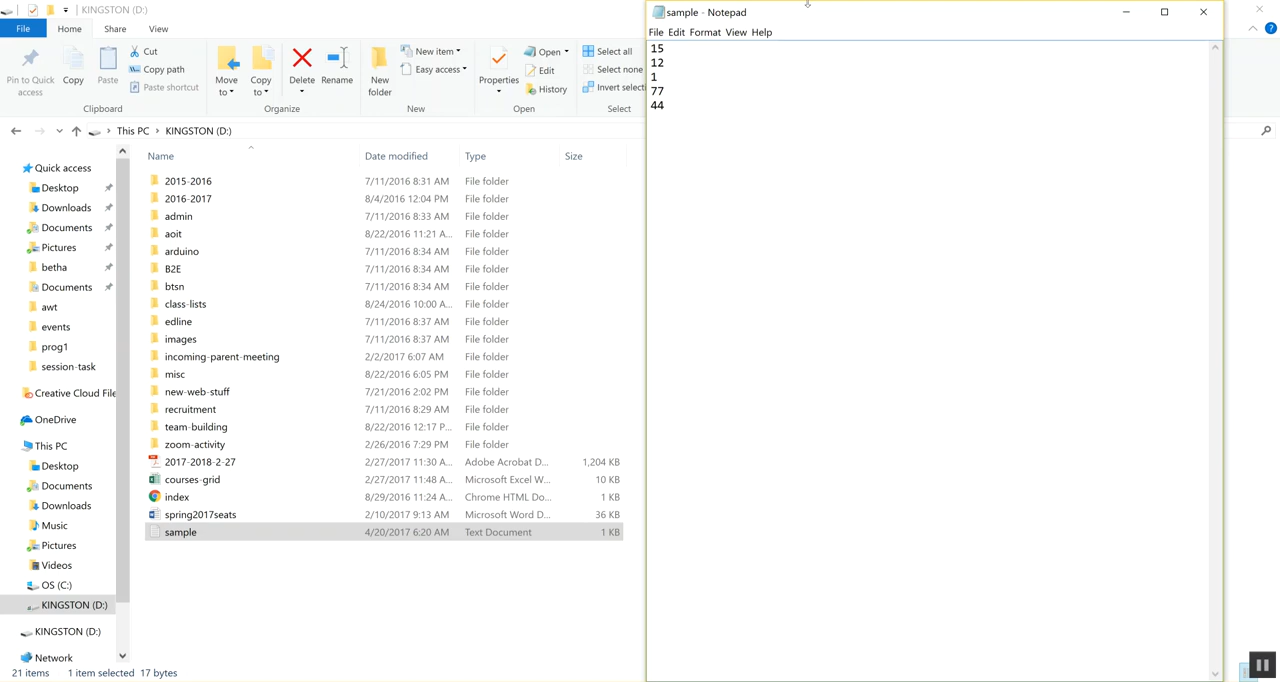 KINGSTON (D:)
File Home Share View
Pin to Quick access
Copy
Paste
Cut
Copy path
Paste shortcut
Clipboard
Move to
Copy to
Delete
Rename
Organize
New folder
New item
Easy access
New
Properties
Open
Edit
History
Open
Select all
Select none
Invert selecti
Select
This PC > KINGSTON (D:)
Quick access
Desktop
Downloads
Documents
Pictures
betha
Documents
awt
events
prog1
session-task
Creative Cloud File
OneDrive
This PC
Desktop
Documents
Downloads
Music
Pictures
Videos
OS (C:)
KINGSTON (D:)
KINGSTON (D:)
Network
Name Date modified Type Size
2015-2016 7/11/2016 8:31 AM File folder
2016-2017 8/4/2016 12:04 PM File folder
admin 7/11/2016 8:33 AM File folder
aoit 8/22/2016 11:21 A... File folder
arduino 7/11/2016 8:34 AM File folder
B2E 7/11/2016 8:34 AM File folder
btsn 7/11/2016 8:34 AM File folder
class-lists 8/24/2016 10:00 A... File folder
edline 7/11/2016 8:37 AM File folder
images 7/11/2016 8:37 AM File folder
incoming-parent-meeting 2/2/2017 6:07 AM File folder
misc 8/22/2016 6:05 PM File folder
new-web-stuff 7/21/2016 2:02 PM File folder
recruitment 7/11/2016 8:29 AM File folder
team-building 8/22/2016 12:17 P... File folder
zoom-activity 2/26/2016 7:29 PM File folder
2017-2018-2-27 2/27/2017 11:30 A... Adobe Acrobat D... 1,204 KB
courses-grid 2/27/2017 11:48 A... Microsoft Excel W... 10 KB
index 8/29/2016 11:24 A... Chrome HTML Do... 1 KB
spring2017seats 2/10/2017 9:13 AM Microsoft Word D... 36 KB
sample 4/20/2017 6:20 AM Text Document 1 KB
21 items 1 item selected 17 bytes
sample - Notepad
File Edit Format View Help
15
12
1
77
44